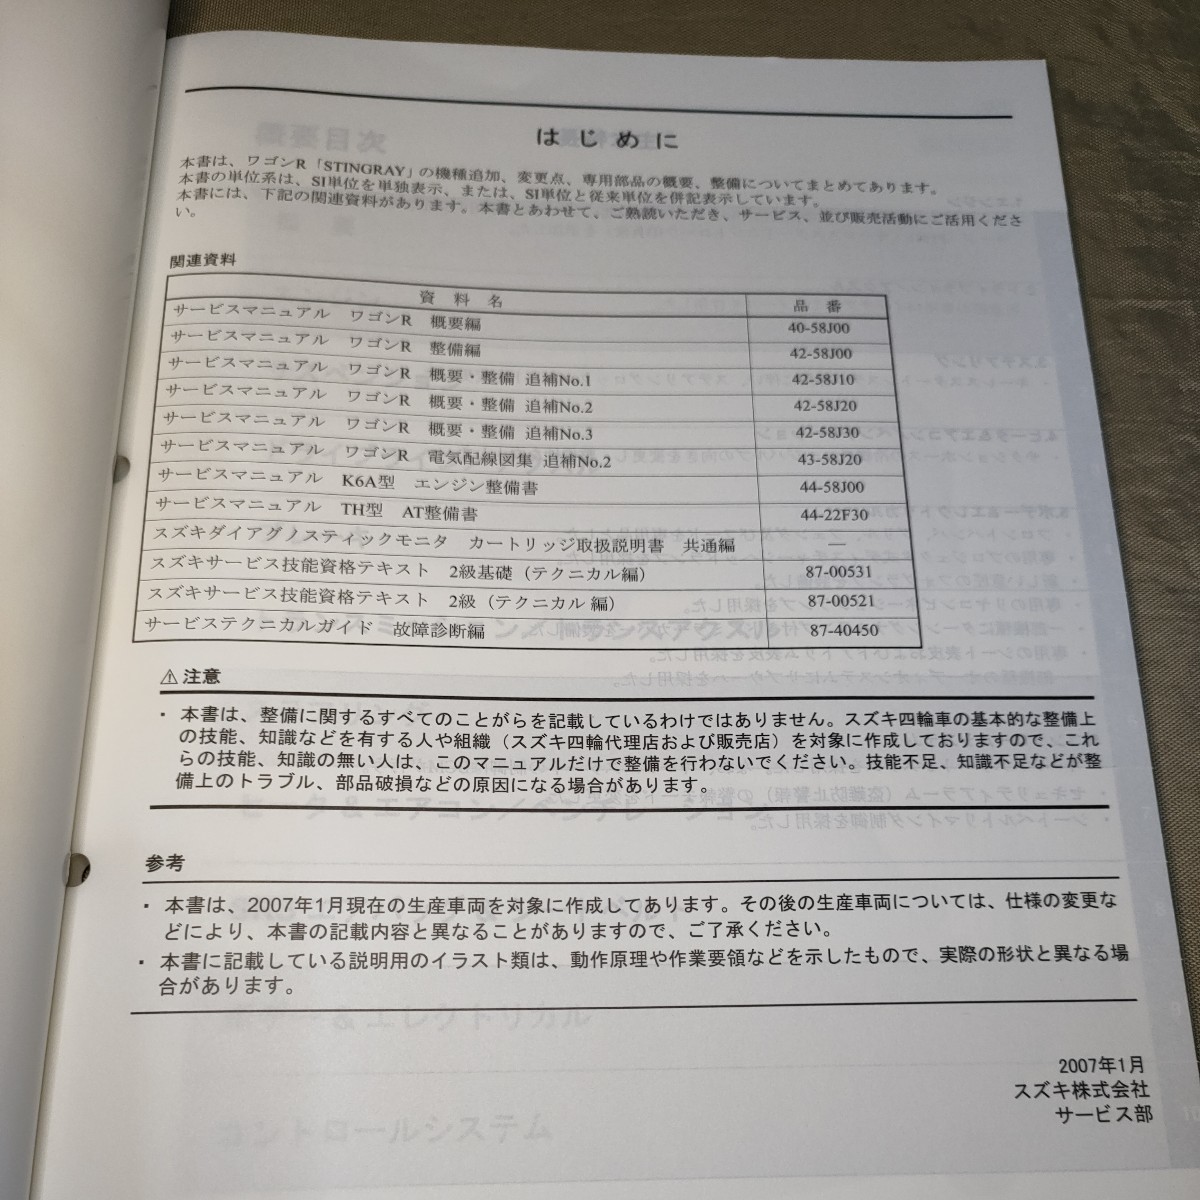 はじめに
本書は、ワゴンR「STINGRAY」の機種追加、変更点、専用部品の概要、整備についてまとめてあります。
本書の単位系は、SI単位を単独表示、または、SI単位と従来単位を併記表示しています。
本書には、下記の関連資料があります。本書とあわせて、ご熟読いただき、サービス、並び販売活動にご活用くださ
い。
関連資料
資 料 名 品 番
サービスマニュアル ワゴンR 概要編 40-58J00
サービスマニュアル ワゴンR 整備編 42-58J00
サービスマニュアル ワゴンR 概要・整備 追補No.1 42-58J10
サービスマニュアル ワゴンR 概要・整備 追補No.2 42-58J20
サービスマニュアル ワゴンR 概要・整備 追補No.3 42-58J30
サービスマニュアル ワゴンR 電気配線図集 追補No.2 43-58J20
サービスマニュアル K6A型 エンジン整備書 44-58J00
サービスマニュアル TH型 AT整備書 44-22F30
スズキダイアグノスティックモニタ カートリッジ取扱説明書 共通編 —
スズキサービス技能資格テキスト 2級基礎（テクニカル編） 87-00531
スズキサービス技能資格テキスト 2級（テクニカル 編） 87-00521
サービステクニカルガイド 故障診断編 87-40450
⚠注意
・ 本書は、整備に関するすべてのことがらを記載しているわけではありません。スズキ四輪車の基本的な整備上
の技能、知識などを有する人や組織（スズキ四輪代理店および販売店）を対象に作成しておりますので、これ
らの技能、知識の無い人は、このマニュアルだけで整備を行わないでください。技能不足、知識不足などが整
備上のトラブル、部品破損などの原因になる場合があります。
参考
・ 本書は、2007年1月現在の生産車両を対象に作成してあります。その後の生産車両については、仕様の変更な
どにより、本書の記載内容と異なることがありますので、ご了承ください。
・ 本書に記載している説明用のイラスト類は、動作原理や作業要領などを示したもので、実際の形状と異なる場
合があります。
2007年1月
スズキ株式会社
サービス部